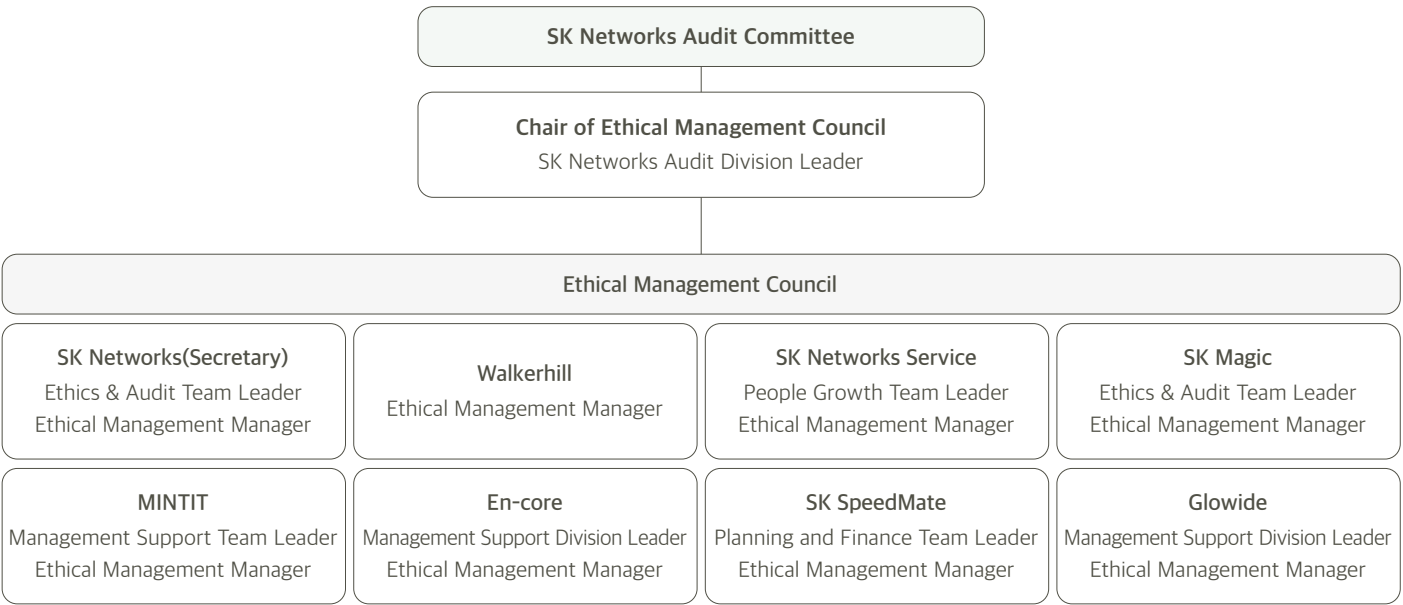 SK Networks Audit Committee
Chair of Ethical Management Council
SK Networks Audit Division Leader
Ethical Management Council
SK Networks(Secretary)
Ethics & Audit Team Leader
Ethical Management Manager
Walkerhill
Ethical Management Manager
SK Networks Service
People Growth Team Leader
Ethical Management Manager
SK Magic
Ethics & Audit Team Leader
Ethical Management Manager
MINTIT
Management Support Team Leader
Ethical Management Manager
En-core
Management Support Division Leader
Ethical Management Manager
SK SpeedMate
Planning and Finance Team Leader
Ethical Management Manager
Glowide
Management Support Division Leader
Ethical Management Manager